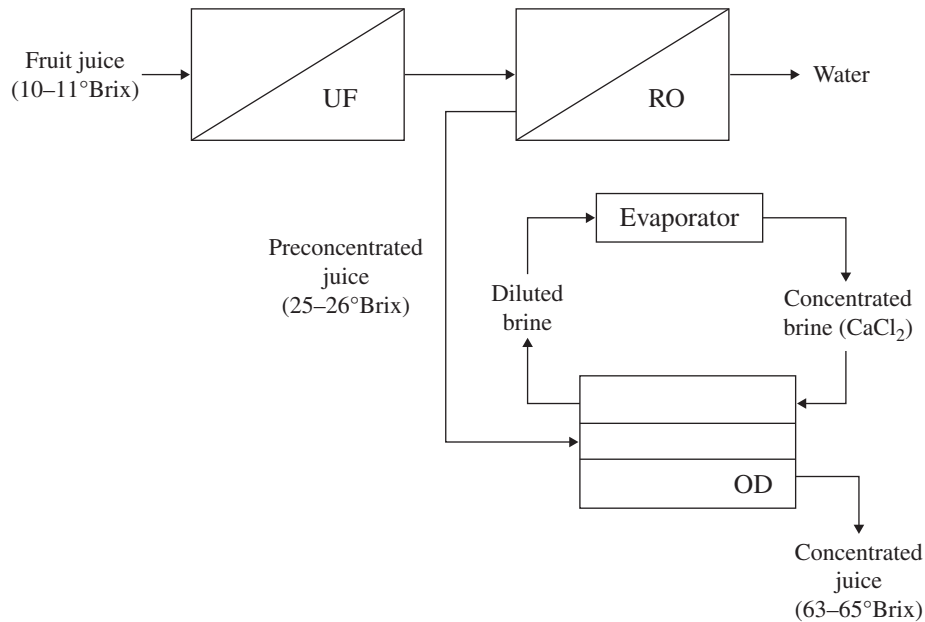 Fruit juice
(10–11°Brix)
UF
RO
Water
Evaporator
Preconcentrated
juice
(25–26°Brix)
Diluted
brine
Concentrated
brine (CaCl₂)
OD
Concentrated
juice
(63–65°Brix)